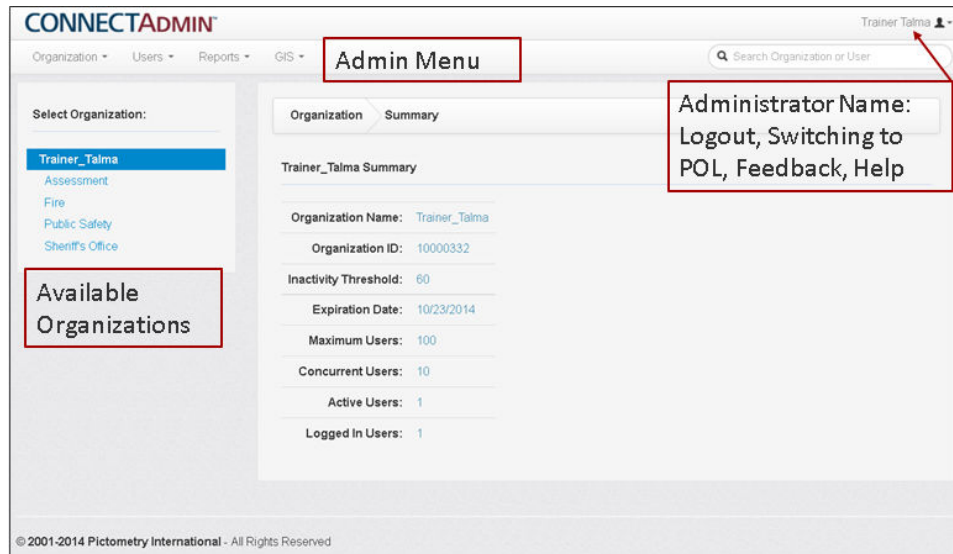 CONNECTADMIN™
Trainer Talma
Organization
Users
Reports
GIS
Admin Menu
Search Organization or User
Select Organization:
Trainer_Talma
Assessment
Fire
Public Safety
Sheriff's Office
Available
Organizations
Organization
Summary
Administrator Name:
Logout, Switching to
POL, Feedback, Help
Trainer_Talma Summary
Organization Name: Trainer_Talma
Organization ID: 10000332
Inactivity Threshold: 60
Expiration Date: 10/23/2014
Maximum Users: 100
Concurrent Users: 10
Active Users: 1
Logged In Users: 1
© 2001-2014 Pictometry International - All Rights Reserved